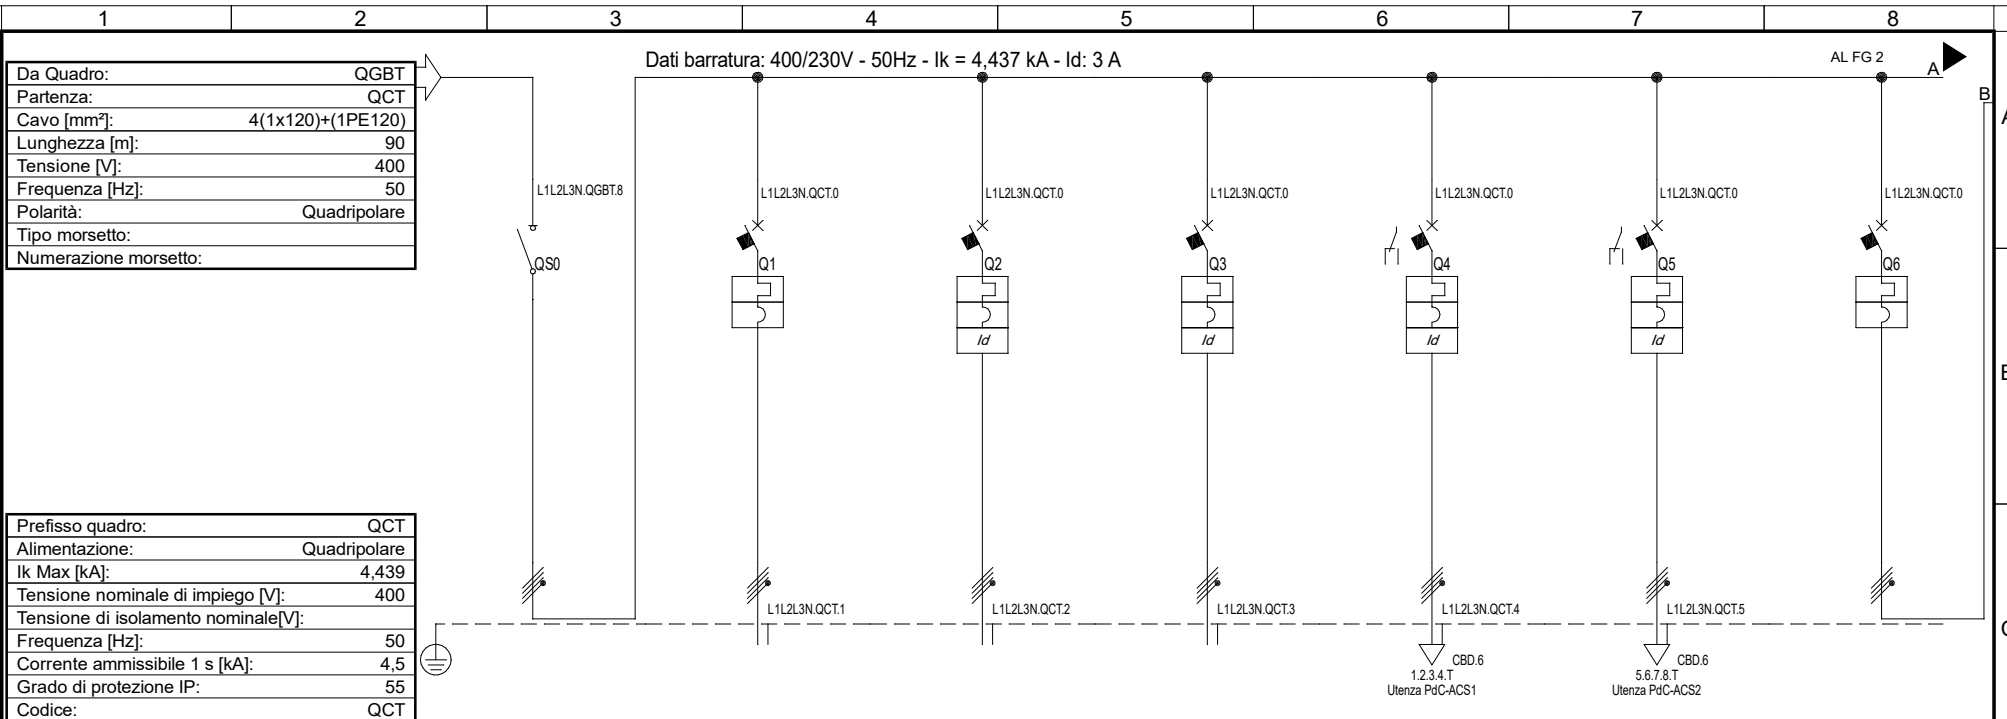 1 2 3 4 5 6 7 8
Dati barratura: 400/230V - 50Hz - Ik = 4,437 kA - Id: 3 A
AL FG 2
A
B
Da Quadro: QGBT
Partenza: QCT
Cavo [mm²]: 4(1x120)+(1PE120)
Lunghezza [m]: 90
Tensione [V]: 400
Frequenza [Hz]: 50
Polarità: Quadripolare
Tipo morsetto:
Numerazione morsetto:
L1L2L3N.QGBT.8 L1L2L3N.QCT.0 L1L2L3N.QCT.0 L1L2L3N.QCT.0 L1L2L3N.QCT.0 L1L2L3N.QCT.0 L1L2L3N.QCT.0
QS0 Q1 Q2 Q3 Q4 Q5 Q6
Id Id Id Id
Prefisso quadro: QCT
Alimentazione: Quadripolare
Ik Max [kA]: 4,439
Tensione nominale di impiego [V]: 400
Tensione di isolamento nominale[V]:
Frequenza [Hz]: 50
Corrente ammissibile 1 s [kA]: 4,5
Grado di protezione IP: 55
Codice: QCT
L1L2L3N.QCT.1 L1L2L3N.QCT.2 L1L2L3N.QCT.3 L1L2L3N.QCT.4 L1L2L3N.QCT.5
CBD.6 CBD.6
1.2.3.4.T 5.6.7.8.T
Utenza PdC-ACS1 Utenza PdC-ACS2